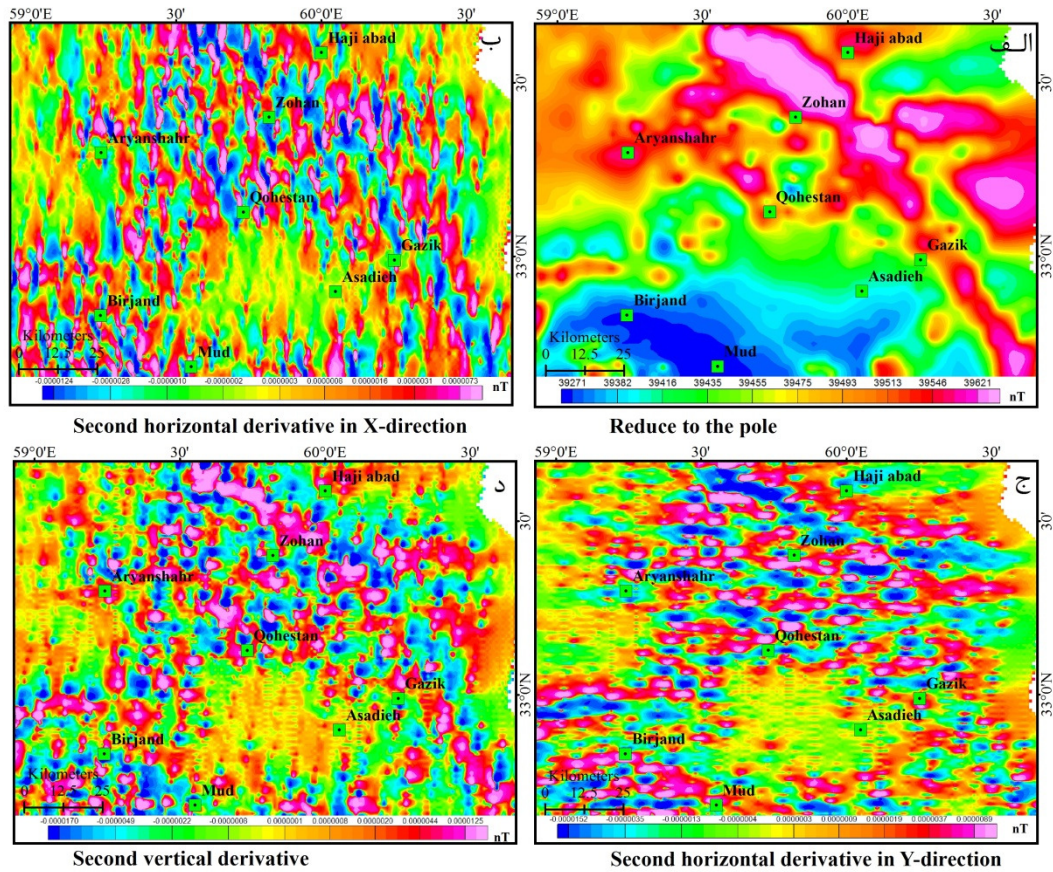 59°0'E 30' 60°0'E 30'
ب
Haji abad
30'
Zohan
Aryanshahr
Qohestan
Gazik
33°0'N
Asadieh
Birjand
Kilometers
Mud
0 12.5 25
-0.0000124 -0.0000028 -0.0000010 -0.0000002 0.0000003 0.0000008 0.0000016 0.0000031 0.0000073
nT
Second horizontal derivative in X-direction
59°0'E 30' 60°0'E 30'
الف
Haji abad
30'
Zohan
Aryanshahr
Qohestan
Gazik
33°0'N
Asadieh
Birjand
Kilometers
Mud
0 12.5 25
39271 39382 39416 39435 39455 39475 39493 39513 39546 39621
nT
Reduce to the pole
59°0'E 30' 60°0'E 30'
د
Haji abad
30'
Zohan
Aryanshahr
Qohestan
Gazik
33°0'N
Asadieh
Birjand
Kilometers
Mud
0 12.5 25
-0.0000170 -0.0000049 -0.0000022 -0.0000008 0.0000001 0.0000008 0.0000020 0.0000044 0.0000125
nT
Second vertical derivative
59°0'E 30' 60°0'E 30'
ج
Haji abad
30'
Zohan
Aryanshahr
Qohestan
Gazik
33°0'N
Asadieh
Birjand
Kilometers
Mud
0 12.5 25
-0.0000152 -0.0000035 -0.0000013 -0.0000004 0.0000003 0.0000009 0.0000019 0.0000037 0.0000089
nT
Second horizontal derivative in Y-direction